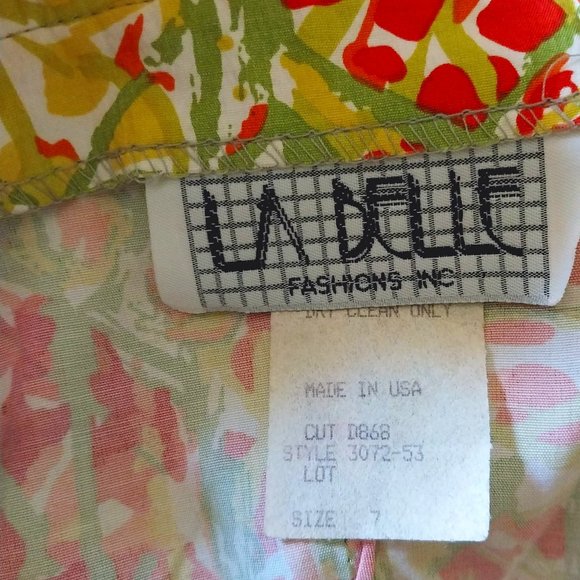 LA BELLE
FASHIONS INC
DRY CLEAN ONLY
MADE IN USA
CUT D868
STYLE 3072-53
LOT
SIZE 7